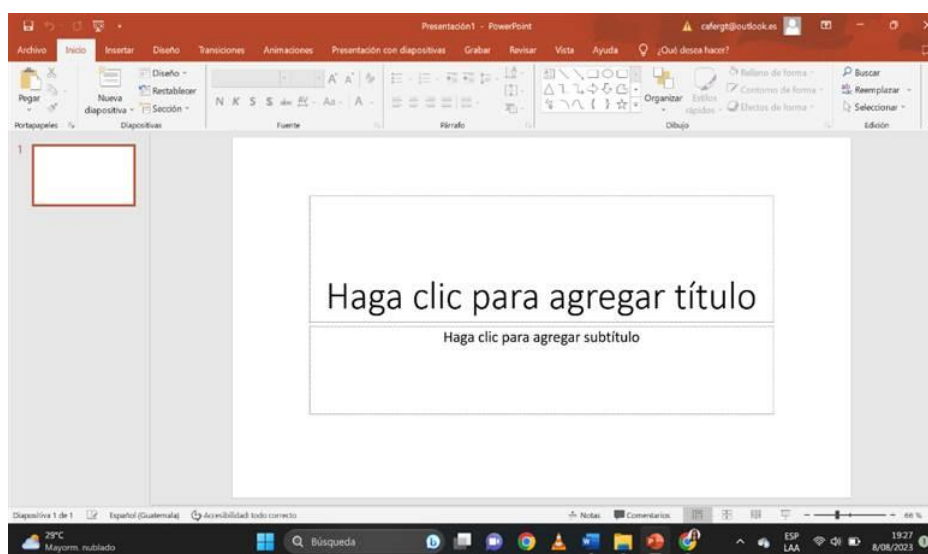 Presentación1 - PowerPoint
cafergt@outlook.es
Archivo Inicio Insertar Diseño Transiciones Animaciones Presentación con diapositivas Grabar Revisar Vista Ayuda ¿Qué desea hacer?
Pegar
Nueva diapositiva
Diseño
Restablecer
Sección
N K S S abc AV Aa A
A A
Organizar
Estilos rápidos
Relleno de forma
Contorno de forma
Efectos de forma
Buscar
Reemplazar
Seleccionar
Portapapeles Diapositivas Fuente Párrafo Dibujo Edición
1
Haga clic para agregar título
Haga clic para agregar subtítulo
Diapositiva 1 de 1 Español (Guatemala) Accesibilidad: todo correcto Notas Comentarios 66 %
29°C
Mayorm. nublado
Búsqueda
ESP
LAA
19:27
8/08/2023